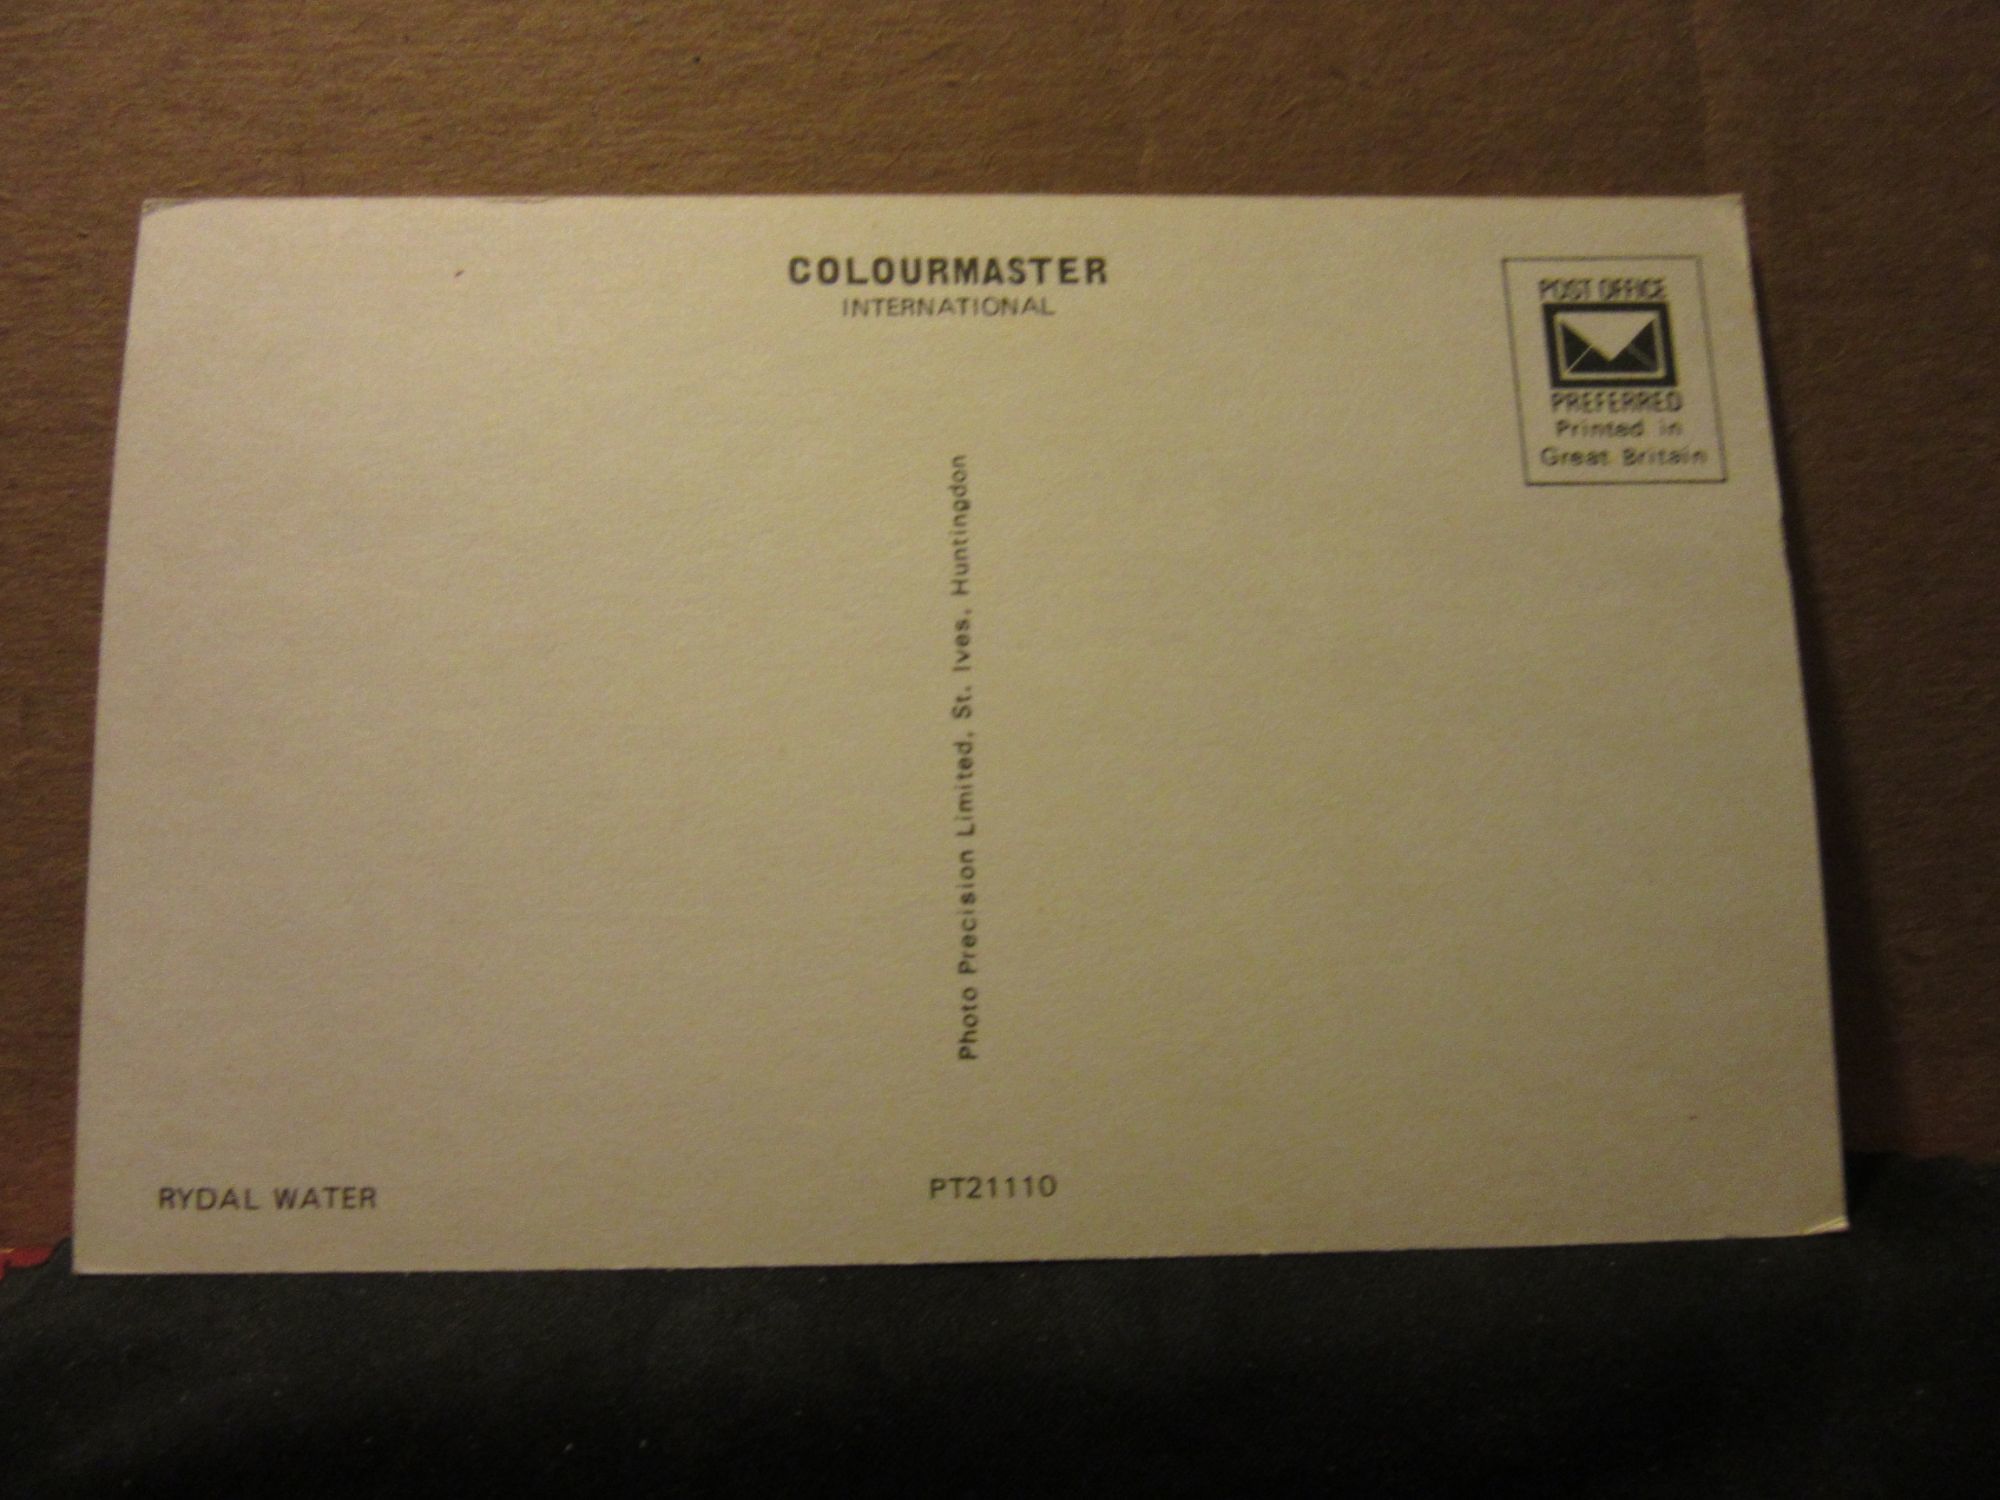 COLOURMASTER
INTERNATIONAL
POST OFFICE
PREFERRED
Printed in
Great Britain
Photo Precision Limited, St. Ives, Huntingdon
RYDAL WATER
PT21110